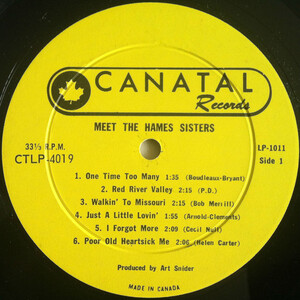 CANATAL
Records
MEET THE HAMES SISTERS
33⅓ R.P.M.
CTLP-4019
LP-1011
Side 1
1. One Time Too Many 1:35 (Boudleaux-Bryant)
2. Red River Valley 2:15 (P.D.)
3. Walkin' To Missouri 2:15 (Bob Merrill)
4. Just A Little Lovin' 1:55 (Arnold-Clements)
5. I Forgot More 2:09 (Cecil Null)
6. Poor Old Heartsick Me 2:06 (Helen Carter)
Produced by Art Snider
MADE IN CANADA